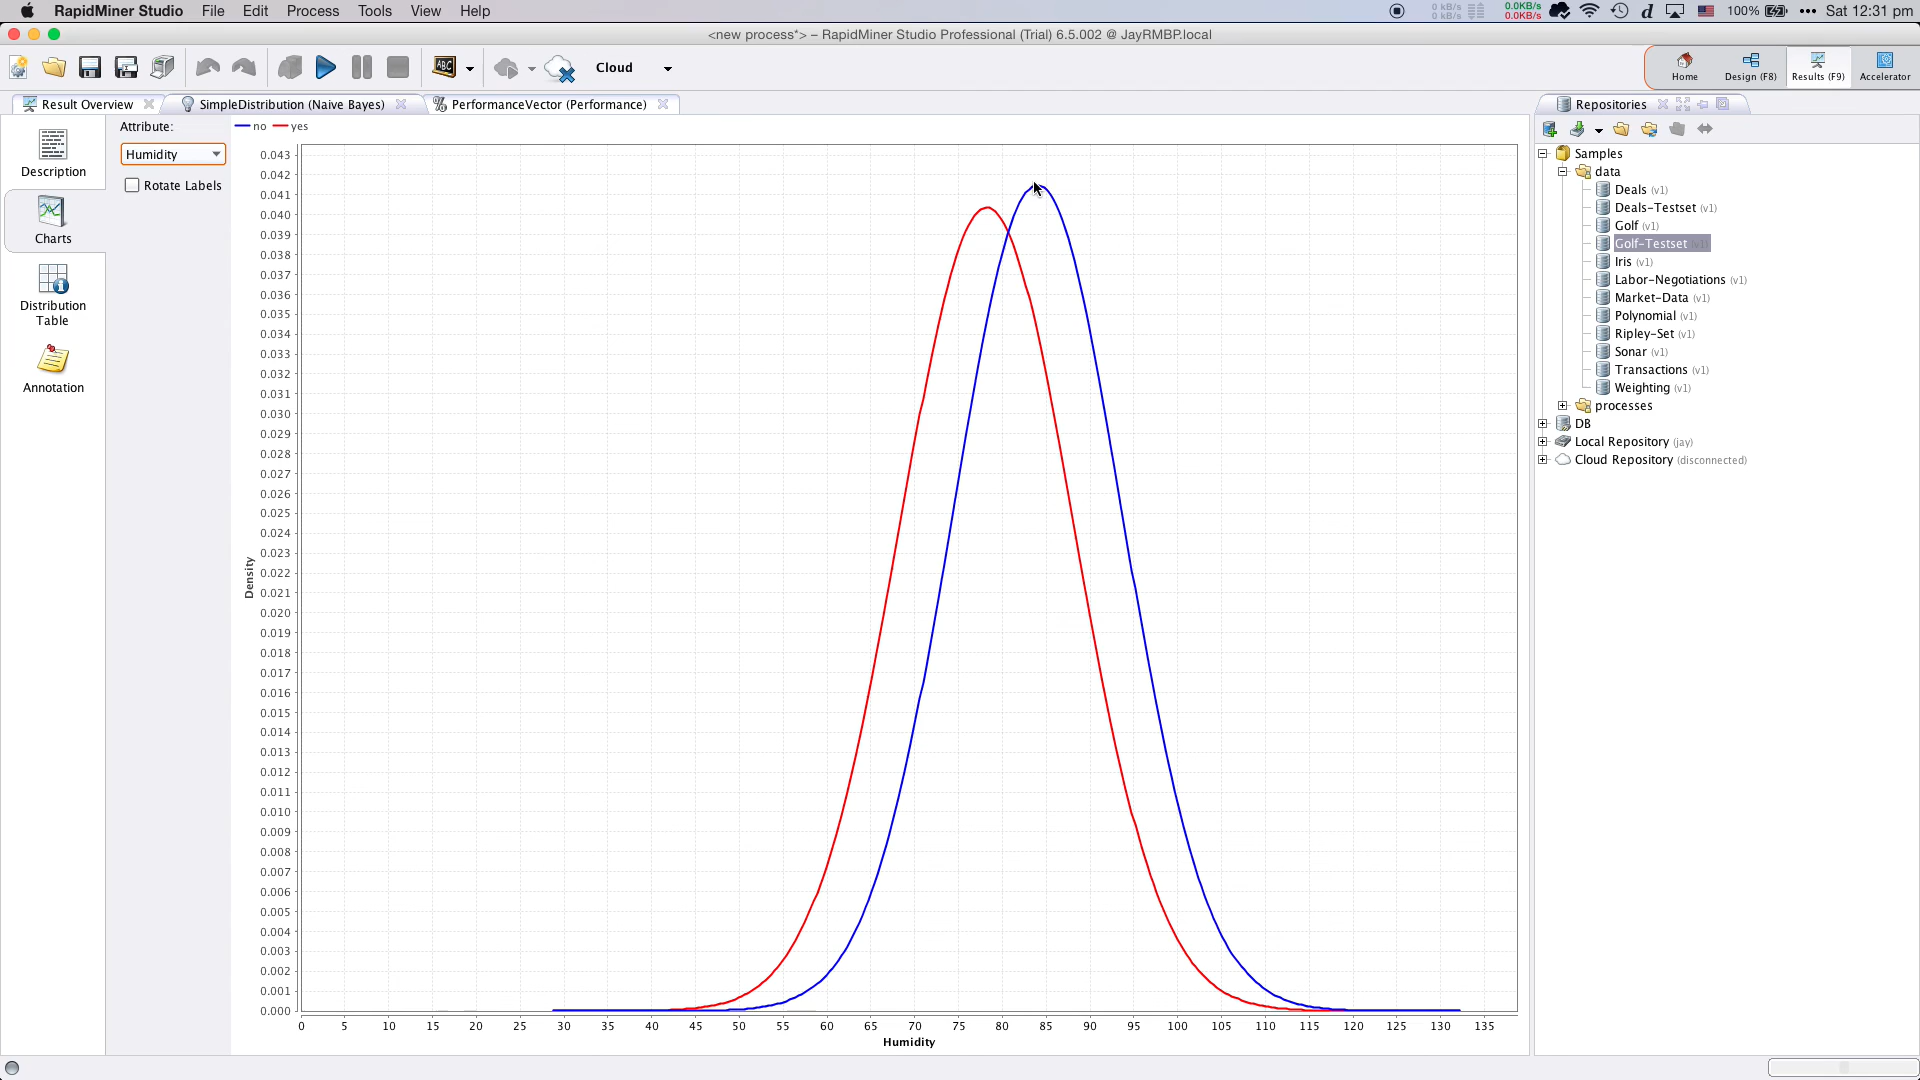 RapidMiner Studio File Edit Process Tools View Help
0 kB/s
0 kB/s
0.0KB/s
0.0KB/s
100% Sat 12:31 pm
<new process*> – RapidMiner Studio Professional (Trial) 6.5.002 @ JayRMBP.local
ABC Cloud
Home Design (F8) Results (F9) Accelerator
Result Overview SimpleDistribution (Naive Bayes) % PerformanceVector (Performance)
Description
Charts
Distribution
Table
Annotation
Attribute:
Humidity
Rotate Labels
no yes
0.043
0.042
0.041
0.040
0.039
0.038
0.037
0.036
0.035
0.034
0.033
0.032
0.031
0.030
0.029
0.028
0.027
0.026
0.025
0.024
0.023
0.022
0.021
0.020
0.019
0.018
0.017
0.016
0.015
0.014
0.013
0.012
0.011
0.010
0.009
0.008
0.007
0.006
0.005
0.004
0.003
0.002
0.001
0.000
Density
0 5 10 15 20 25 30 35 40 45 50 55 60 65 70 75 80 85 90 95 100 105 110 115 120 125 130 135
Humidity
Repositories
Samples
data
Deals (v1)
Deals-Testset (v1)
Golf (v1)
Golf-Testset (v1)
Iris (v1)
Labor-Negotiations (v1)
Market-Data (v1)
Polynomial (v1)
Ripley-Set (v1)
Sonar (v1)
Transactions (v1)
Weighting (v1)
processes
DB
Local Repository (jay)
Cloud Repository (disconnected)